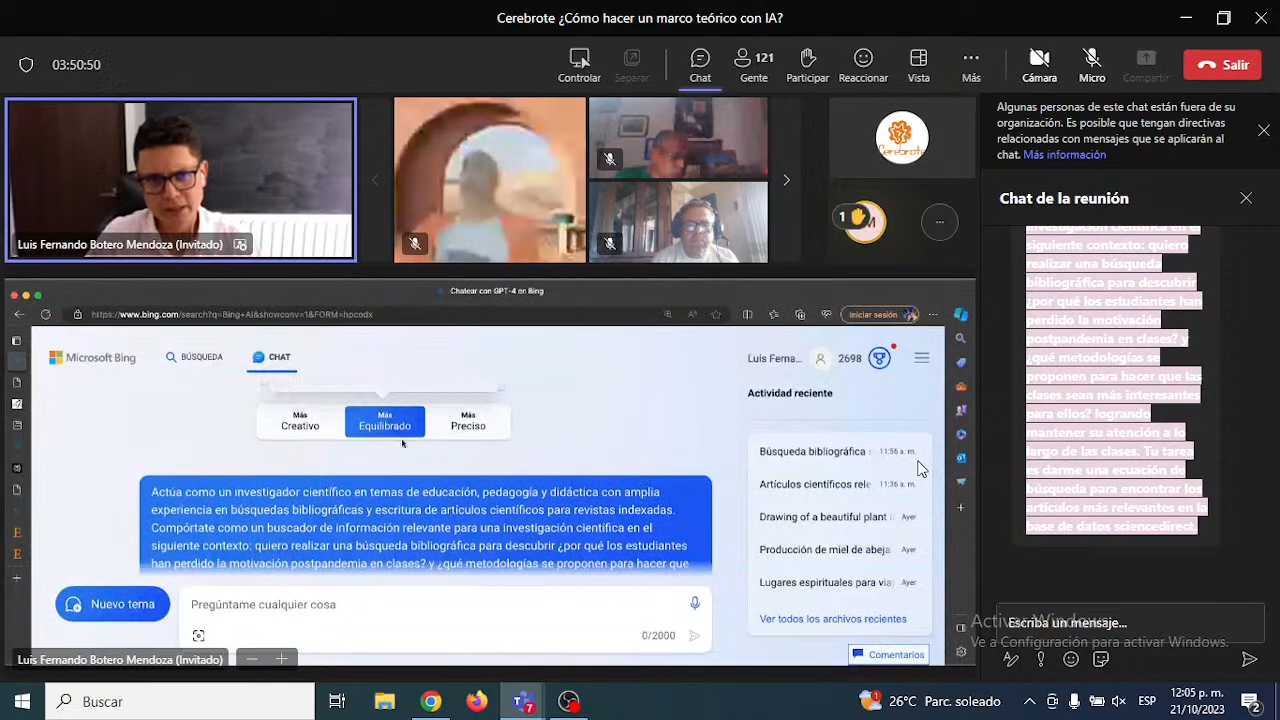 Cerebrote ¿Cómo hacer un marco teórico con IA?
03:50:50
Controlar
Separar
Chat
121
Gente
Participar
Reacciones
Vista
Más
Cámara
Micro
Compartir
Salir
Luis Fernando Botero Mendoza (Invitado)
Cerebrote
1
M
Algunas personas de este chat están fuera de su
organización. Es posible que tengan directivas
relacionadas con mensajes que se aplicarán al
chat. Más información
Chat de la reunión
investigación científica en el
siguiente contexto: quiero
realizar una búsqueda
bibliográfica para descubrir
¿por qué los estudiantes han
perdido la motivación
postpandemia en clases? y
¿qué metodologías se
proponen para hacer que las
clases sean más interesantes
para ellos? logrando
mantener su atención a lo
largo de las clases. Tu tarea
es darme una ecuación de
búsqueda para encontrar los
artículos más relevantes en la
base de datos sciencedirect.
Escriba un mensaje...
Activar Windows
Ve a Configuración para activar Windows.
Chatear con GPT-4 en Bing
https://www.bing.com/search?q=Bing+AI&showconv=1&FORM=hpcodx
Iniciar sesión
Microsoft Bing
BÚSQUEDA
CHAT
Luis Ferna...
2698
Más
Creativo
Más
Equilibrado
Más
Preciso
Actúa como un investigador científico en temas de educación, pedagogía y didáctica con amplia
experiencia en búsquedas bibliográficas y escritura de artículos científicos para revistas indexadas.
Compórtate como un buscador de información relevante para una investigación científica en el
siguiente contexto: quiero realizar una búsqueda bibliográfica para descubrir ¿por qué los estudiantes
han perdido la motivación postpandemia en clases? y ¿qué metodologías se proponen para hacer que
Nuevo tema
Pregúntame cualquier cosa
0/2000
Actividad reciente
Búsqueda bibliográfica 11:56 a. m.
Artículos científicos rele 11:36 a. m.
Drawing of a beautiful plant Ayer
Producción de miel de abeja Ayer
Lugares espirituales para via Ayer
Ver todos los archivos recientes
Comentarios
Luis Fernando Botero Mendoza (Invitado)
Buscar
7
1
26°C Parc. soleado
ESP
12:05 p. m.
21/10/2023
2